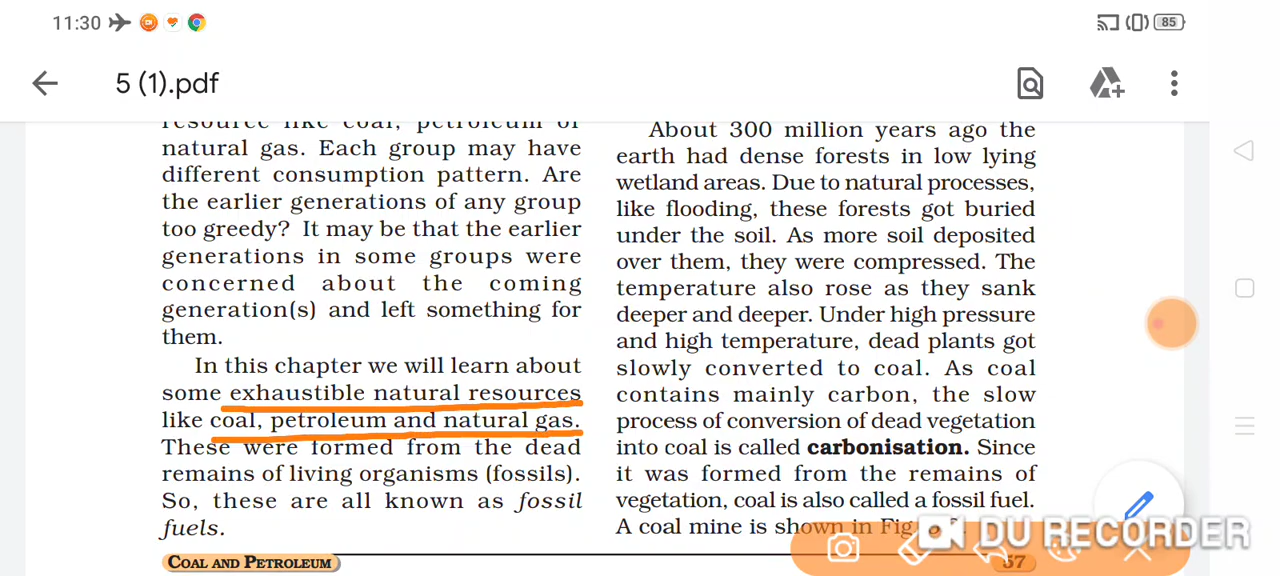 11:30
85
5 (1).pdf
resource like coal, petroleum or
natural gas. Each group may have
different consumption pattern. Are
the earlier generations of any group
too greedy? It may be that the earlier
generations in some groups were
concerned about the coming
generation(s) and left something for
them.
In this chapter we will learn about
some exhaustible natural resources
like coal, petroleum and natural gas.
These were formed from the dead
remains of living organisms (fossils).
So, these are all known as fossil
fuels.
COAL AND PETROLEUM
About 300 million years ago the
earth had dense forests in low lying
wetland areas. Due to natural processes,
like flooding, these forests got buried
under the soil. As more soil deposited
over them, they were compressed. The
temperature also rose as they sank
deeper and deeper. Under high pressure
and high temperature, dead plants got
slowly converted to coal. As coal
contains mainly carbon, the slow
process of conversion of dead vegetation
into coal is called carbonisation. Since
it was formed from the remains of
vegetation, coal is also called a fossil fuel.
A coal mine is shown in Fig
57
DU RECORDER